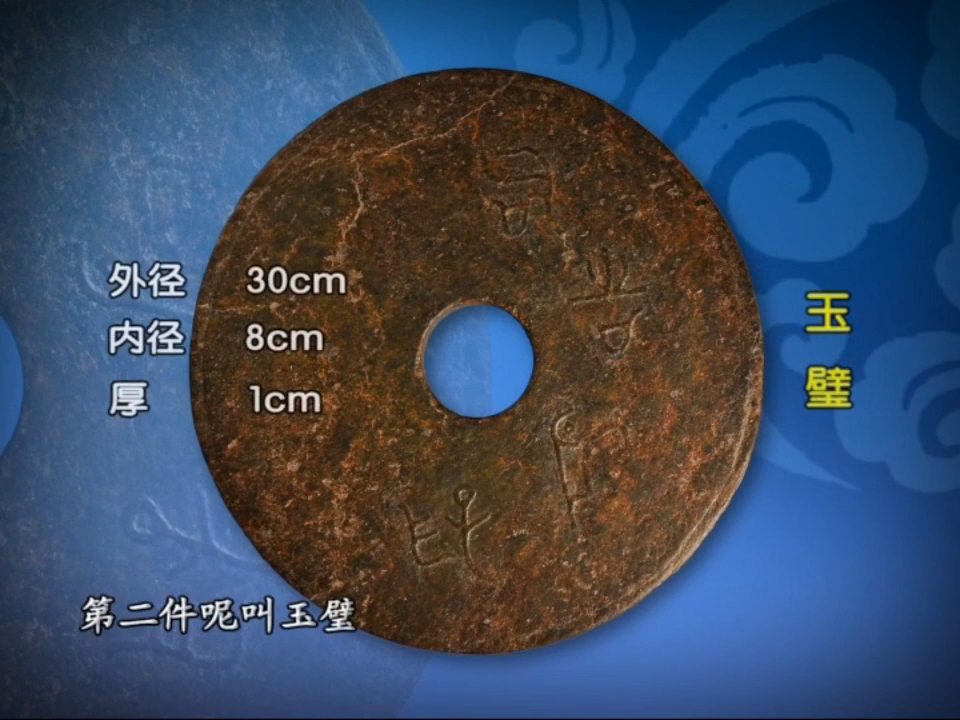 外径 30cm
内径 8cm
厚 1cm
玉璧
第二件呢叫玉璧